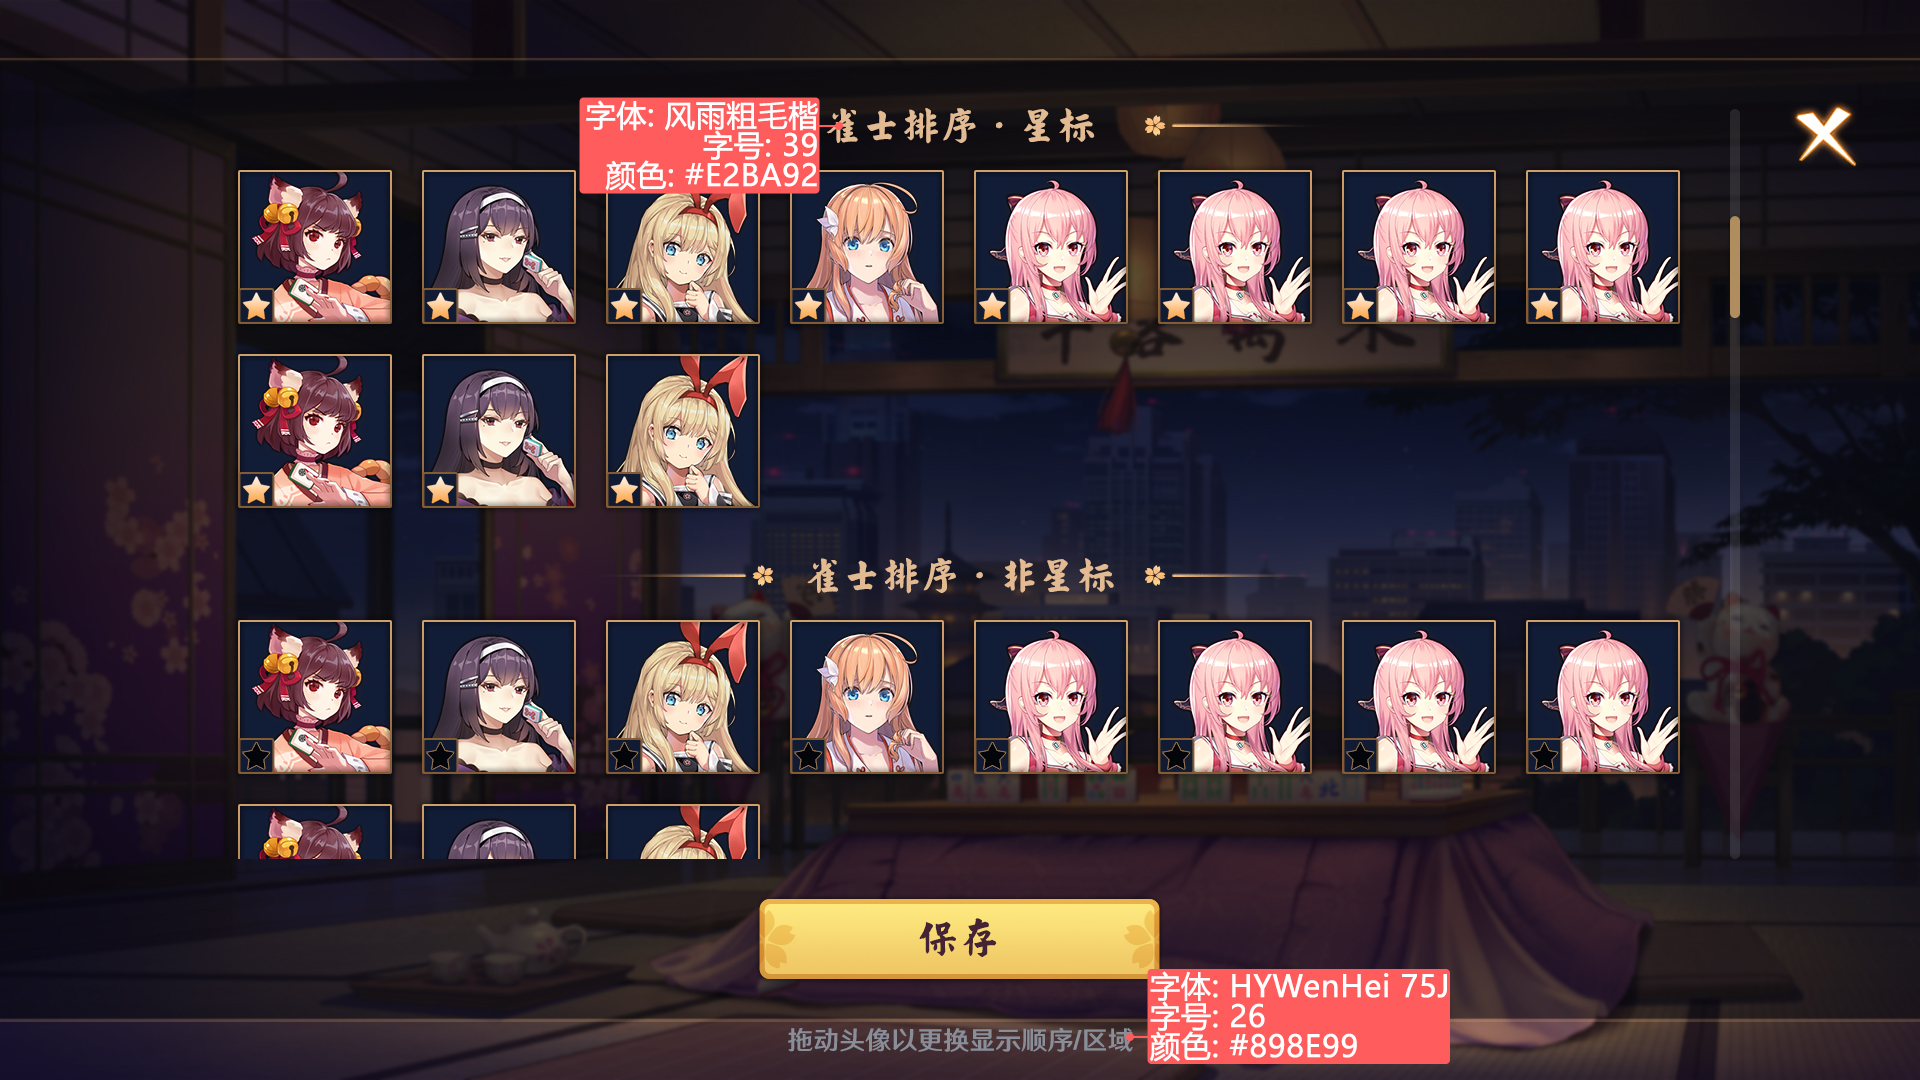 字体: 风雨粗毛楷
字号: 39
颜色: #E2BA92
雀士排序·星标
雀士排序·非星标
北
保存
字体: HYWenHei 75J
字号: 26
颜色: #898E99
拖动头像以更换显示顺序/区域